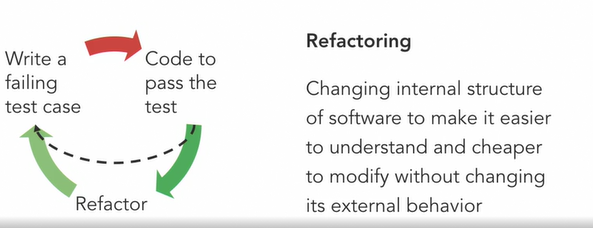 Write a
failing
test case
Code to
pass the
test
Refactor
Refactoring
Changing internal structure
of software to make it easier
to understand and cheaper
to modify without changing
its external behavior